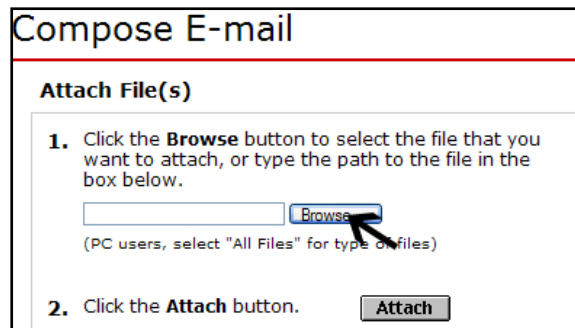 Compose E-mail
Attach File(s)
1. Click the Browse button to select the file that you
want to attach, or type the path to the file in the
box below.
Browse...
(PC users, select "All Files" for type of files)
2. Click the Attach button. Attach